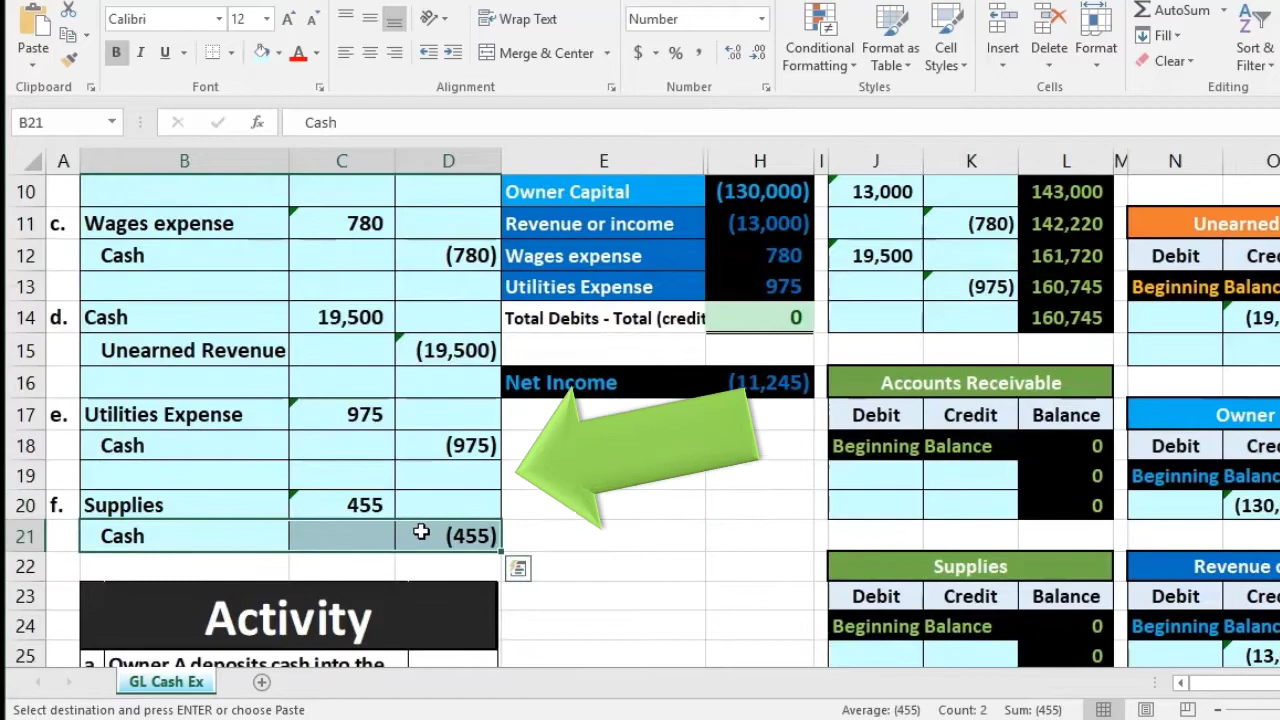 Calibri 12 Wrap Text Number AutoSum
Paste B I U Merge & Center $ % , Conditional Formatting Format as Table Cell Styles Insert Delete Format Fill Clear Sort & Filter
Clipboard Font Alignment Number Styles Cells Editing
B21 fx Cash
A B C D E H I J K L M N O
10 Owner Capital (130,000) 13,000 143,000
11 c. Wages expense 780 Revenue or income (13,000) (780) 142,220 Unearned
12 Cash (780) Wages expense 780 19,500 161,720 Debit Cre
13 Utilities Expense 975 (975) 160,745 Beginning Balance
14 d. Cash 19,500 Total Debits - Total (credit 0 160,745 (19,
15 Unearned Revenue (19,500)
16 Net Income (11,245) Accounts Receivable
17 e. Utilities Expense 975 Debit Credit Balance Owner
18 Cash (975) Beginning Balance 0 Debit Cre
19 0 Beginning Balance
20 f. Supplies 455 0 (130,
21 Cash (455)
22 Supplies Revenue o
23 Activity Debit Credit Balance Debit Cre
24 Beginning Balance 0 Beginning Balance
25 a Owner A deposits cash into the 0 (13,
GL Cash Ex
Select destination and press ENTER or choose Paste Average: (455) Count: 2 Sum: (455)